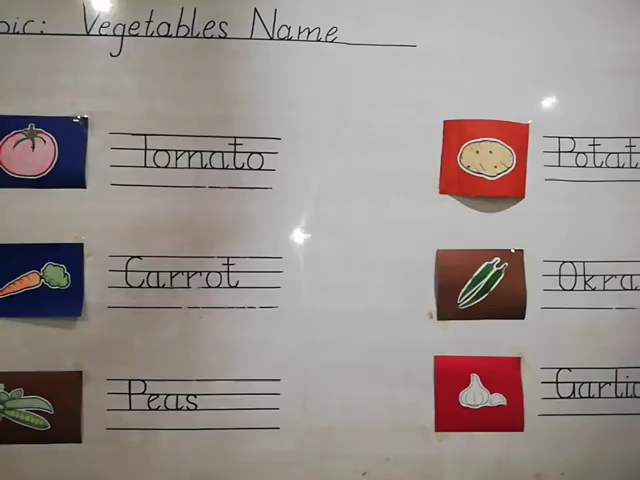 pic: Vegetables Name
Tomato
Potat
Carrot
Okra
Peas
Garlic